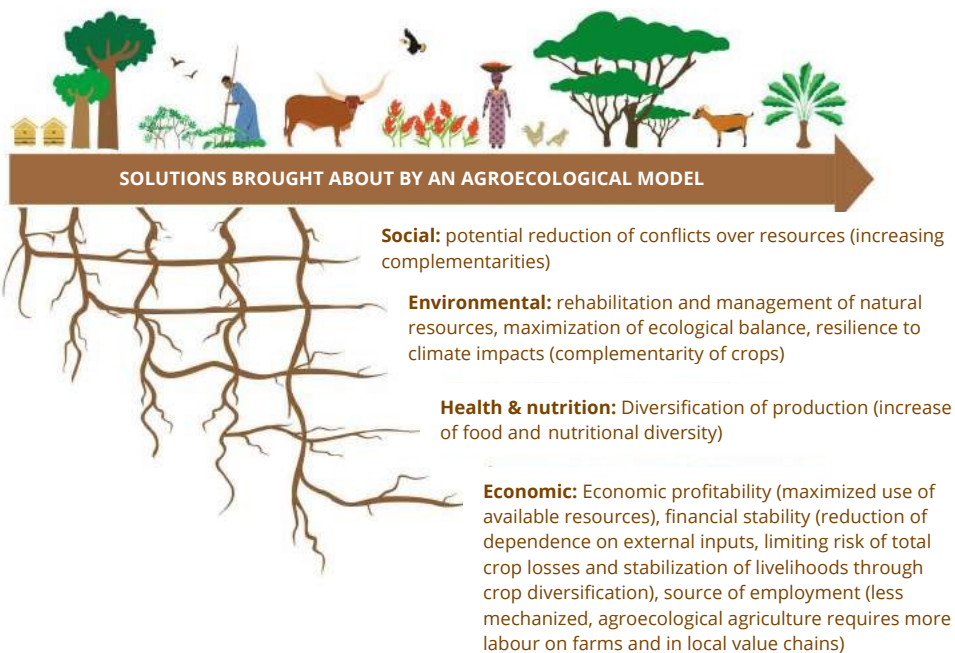 SOLUTIONS BROUGHT ABOUT BY AN AGROECOLOGICAL MODEL
Social: potential reduction of conflicts over resources (increasing
complementarities)
Environmental: rehabilitation and management of natural
resources, maximization of ecological balance, resilience to
climate impacts (complementarity of crops)
Health & nutrition: Diversification of production (increase
of food and nutritional diversity)
Economic: Economic profitability (maximized use of
available resources), financial stability (reduction of
dependence on external inputs, limiting risk of total
crop losses and stabilization of livelihoods through
crop diversification), source of employment (less
mechanized, agroecological agriculture requires more
labour on farms and in local value chains)